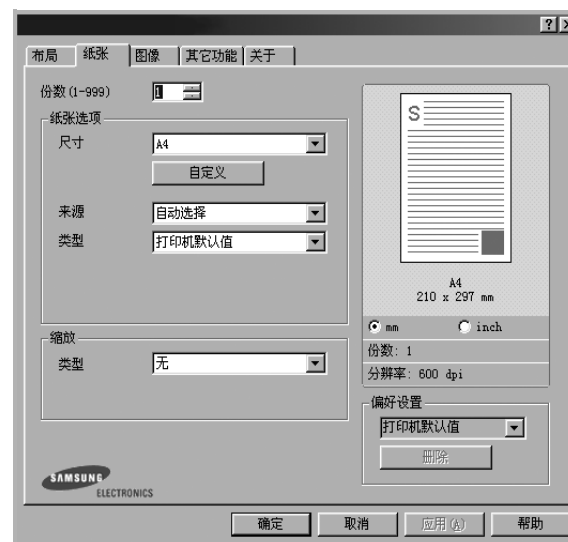 布局 纸张 图像 其它功能 关于
份数(1-999) 1
纸张选项
尺寸 A4
自定义
来源 自动选择
类型 打印机默认值
缩放
类型 无
SAMSUNG
ELECTRONICS
S
A4
210 x 297 mm
mm inch
份数: 1
分辨率: 600 dpi
偏好设置
打印机默认值
删除
确定 取消 应用(A) 帮助